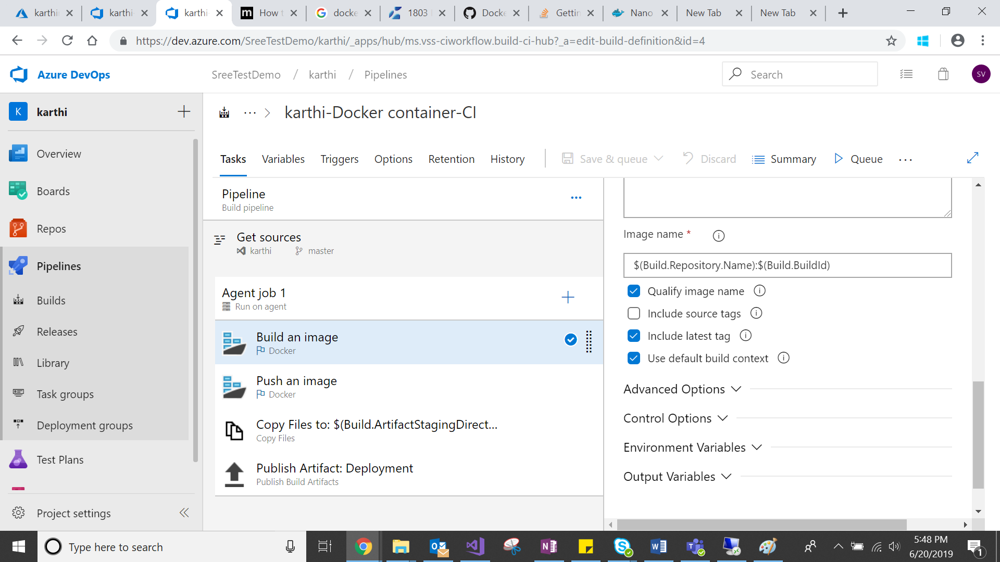 karthi
karthi-
karthi-
How t
docke
1803
Docke
Gettin
Nano
New Tab
New Tab
https://dev.azure.com/SreeTestDemo/karthi/_apps/hub/ms.vss-ciworkflow.build-ci-hub?_a=edit-build-definition&id=4
Azure DevOps
SreeTestDemo / karthi / Pipelines
Search
SV
K karthi
karthi-Docker container-CI
Overview
Boards
Repos
Pipelines
Builds
Releases
Library
Task groups
Deployment groups
Test Plans
Project settings
Tasks Variables Triggers Options Retention History Save & queue Discard Summary Queue
Pipeline
Build pipeline
Get sources
karthi master
Agent job 1
Run on agent
Build an image
Docker
Push an image
Docker
Copy Files to: $(Build.ArtifactStagingDirect...
Copy Files
Publish Artifact: Deployment
Publish Build Artifacts
Image name *
$(Build.Repository.Name):$(Build.BuildId)
Qualify image name
Include source tags
Include latest tag
Use default build context
Advanced Options
Control Options
Environment Variables
Output Variables
Type here to search
5:48 PM
6/20/2019
1